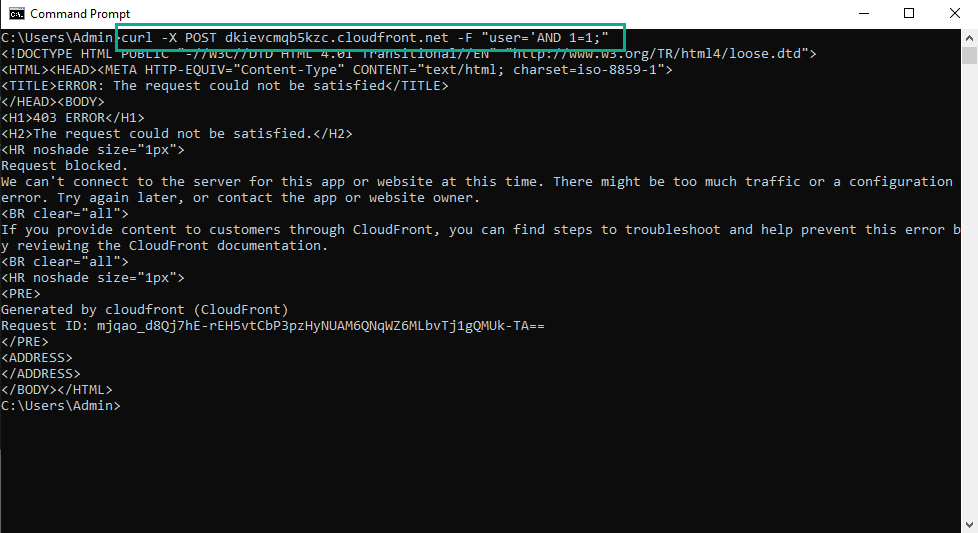 Command Prompt
C:\Users\Admin>curl -X POST dkievcmqb5kzc.cloudfront.net -F "user='AND 1=1;"
<!DOCTYPE HTML PUBLIC "-//W3C//DTD HTML 4.01 Transitional//EN" "http://www.w3.org/TR/html4/loose.dtd">
<HTML><HEAD><META HTTP-EQUIV="Content-Type" CONTENT="text/html; charset=iso-8859-1">
<TITLE>ERROR: The request could not be satisfied</TITLE>
</HEAD><BODY>
<H1>403 ERROR</H1>
<H2>The request could not be satisfied.</H2>
<HR noshade size="1px">
Request blocked.
We can't connect to the server for this app or website at this time. There might be too much traffic or a configuration
error. Try again later, or contact the app or website owner.
<BR clear="all">
If you provide content to customers through CloudFront, you can find steps to troubleshoot and help prevent this error b
y reviewing the CloudFront documentation.
<BR clear="all">
<HR noshade size="1px">
<PRE>
Generated by cloudfront (CloudFront)
Request ID: mjqao_d8Qj7hE-rEH5vtCbP3pzHyNUAM6QNqWZ6MLbvTj1gQMUk-TA==
</PRE>
<ADDRESS>
</ADDRESS>
</BODY></HTML>
C:\Users\Admin>